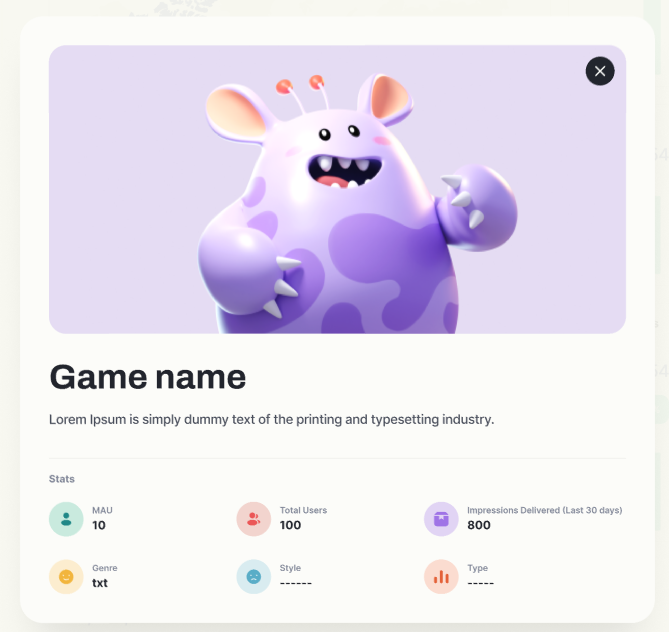 Game name
Lorem Ipsum is simply dummy text of the printing and typesetting industry.
Stats
MAU
10
Total Users
100
Impressions Delivered (Last 30 days)
800
Genre
txt
Style
------
Type
-----